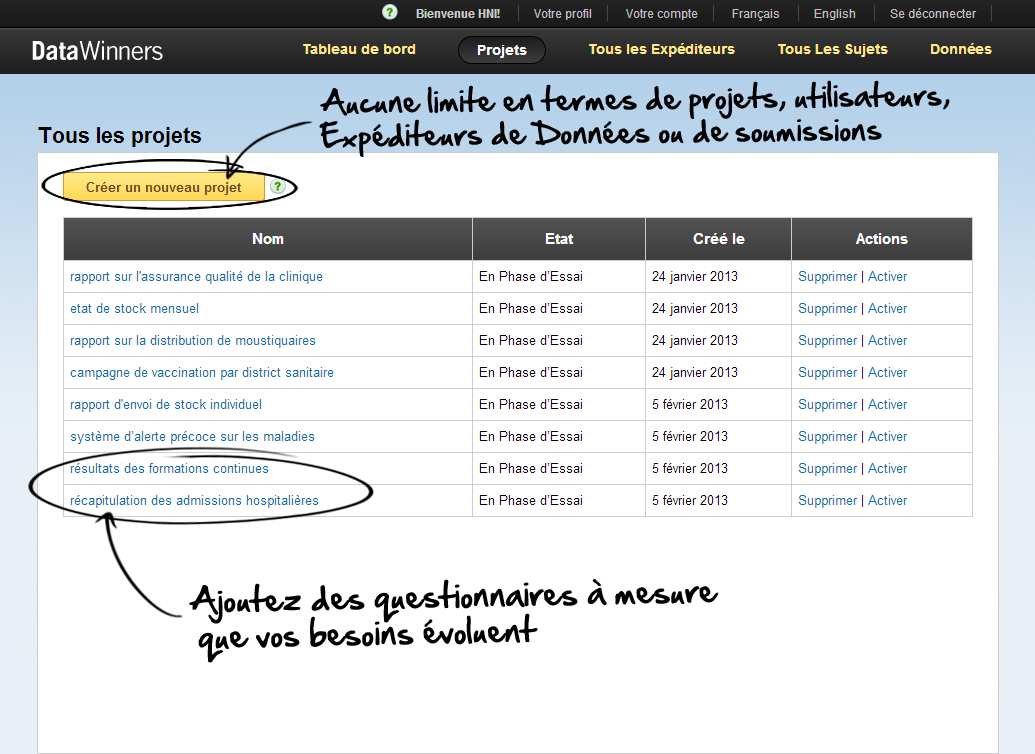 ? Bienvenue HNI! Votre profil Votre compte Français English Se déconnecter
DataWinners Tableau de bord Projets Tous les Expéditeurs Tous Les Sujets Données
Aucune limite en termes de projets, utilisateurs,
Expéditeurs de Données ou de soumissions
Tous les projets
Créer un nouveau projet ?
Nom Etat Créé le Actions
rapport sur l'assurance qualité de la clinique En Phase d'Essai 24 janvier 2013 Supprimer | Activer
etat de stock mensuel En Phase d'Essai 24 janvier 2013 Supprimer | Activer
rapport sur la distribution de moustiquaires En Phase d'Essai 24 janvier 2013 Supprimer | Activer
campagne de vaccination par district sanitaire En Phase d'Essai 24 janvier 2013 Supprimer | Activer
rapport d'envoi de stock individuel En Phase d'Essai 5 février 2013 Supprimer | Activer
système d'alerte précoce sur les maladies En Phase d'Essai 5 février 2013 Supprimer | Activer
résultats des formations continues En Phase d'Essai 5 février 2013 Supprimer | Activer
récapitulation des admissions hospitalières En Phase d'Essai 5 février 2013 Supprimer | Activer
Ajoutez des questionnaires à mesure
que vos besoins évoluent